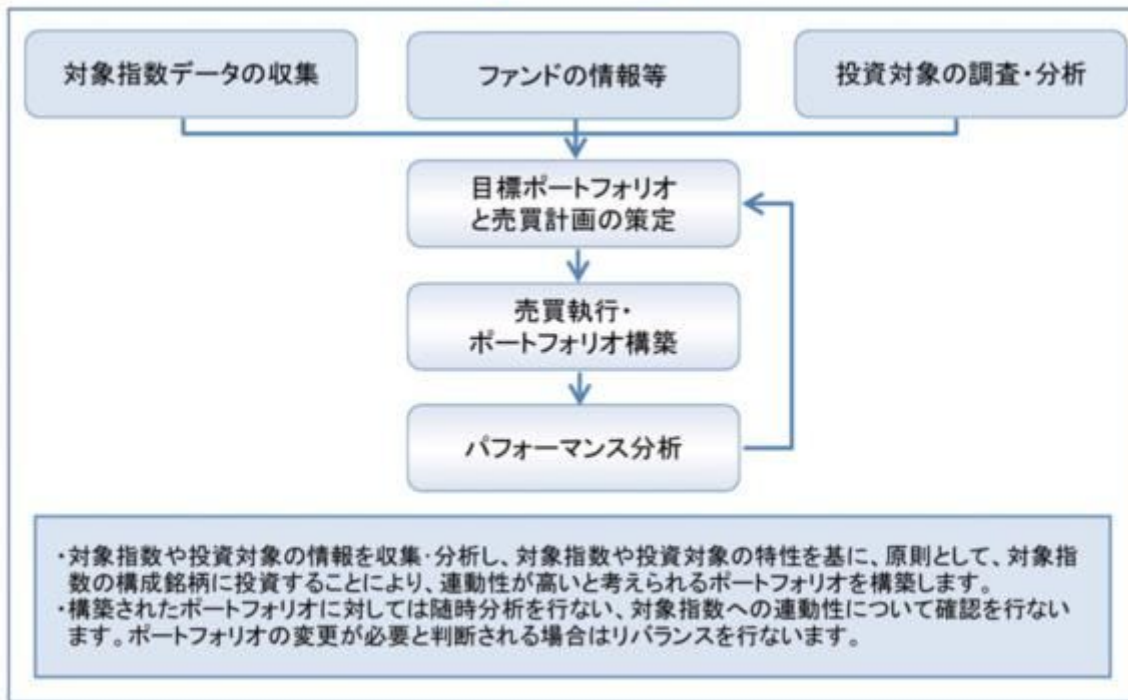 対象指数データの収集
ファンドの情報等
投資対象の調査・分析
目標ポートフォリオ
と売買計画の策定
売買執行・
ポートフォリオ構築
パフォーマンス分析
・対象指数や投資対象の情報を収集・分析し、対象指数や投資対象の特性を基に、原則として、対象指
数の構成銘柄に投資することにより、連動性が高いと考えられるポートフォリオを構築します。
・構築されたポートフォリオに対しては随時分析を行ない、対象指数への連動性について確認を行ない
ます。ポートフォリオの変更が必要と判断される場合はリバランスを行ないます。